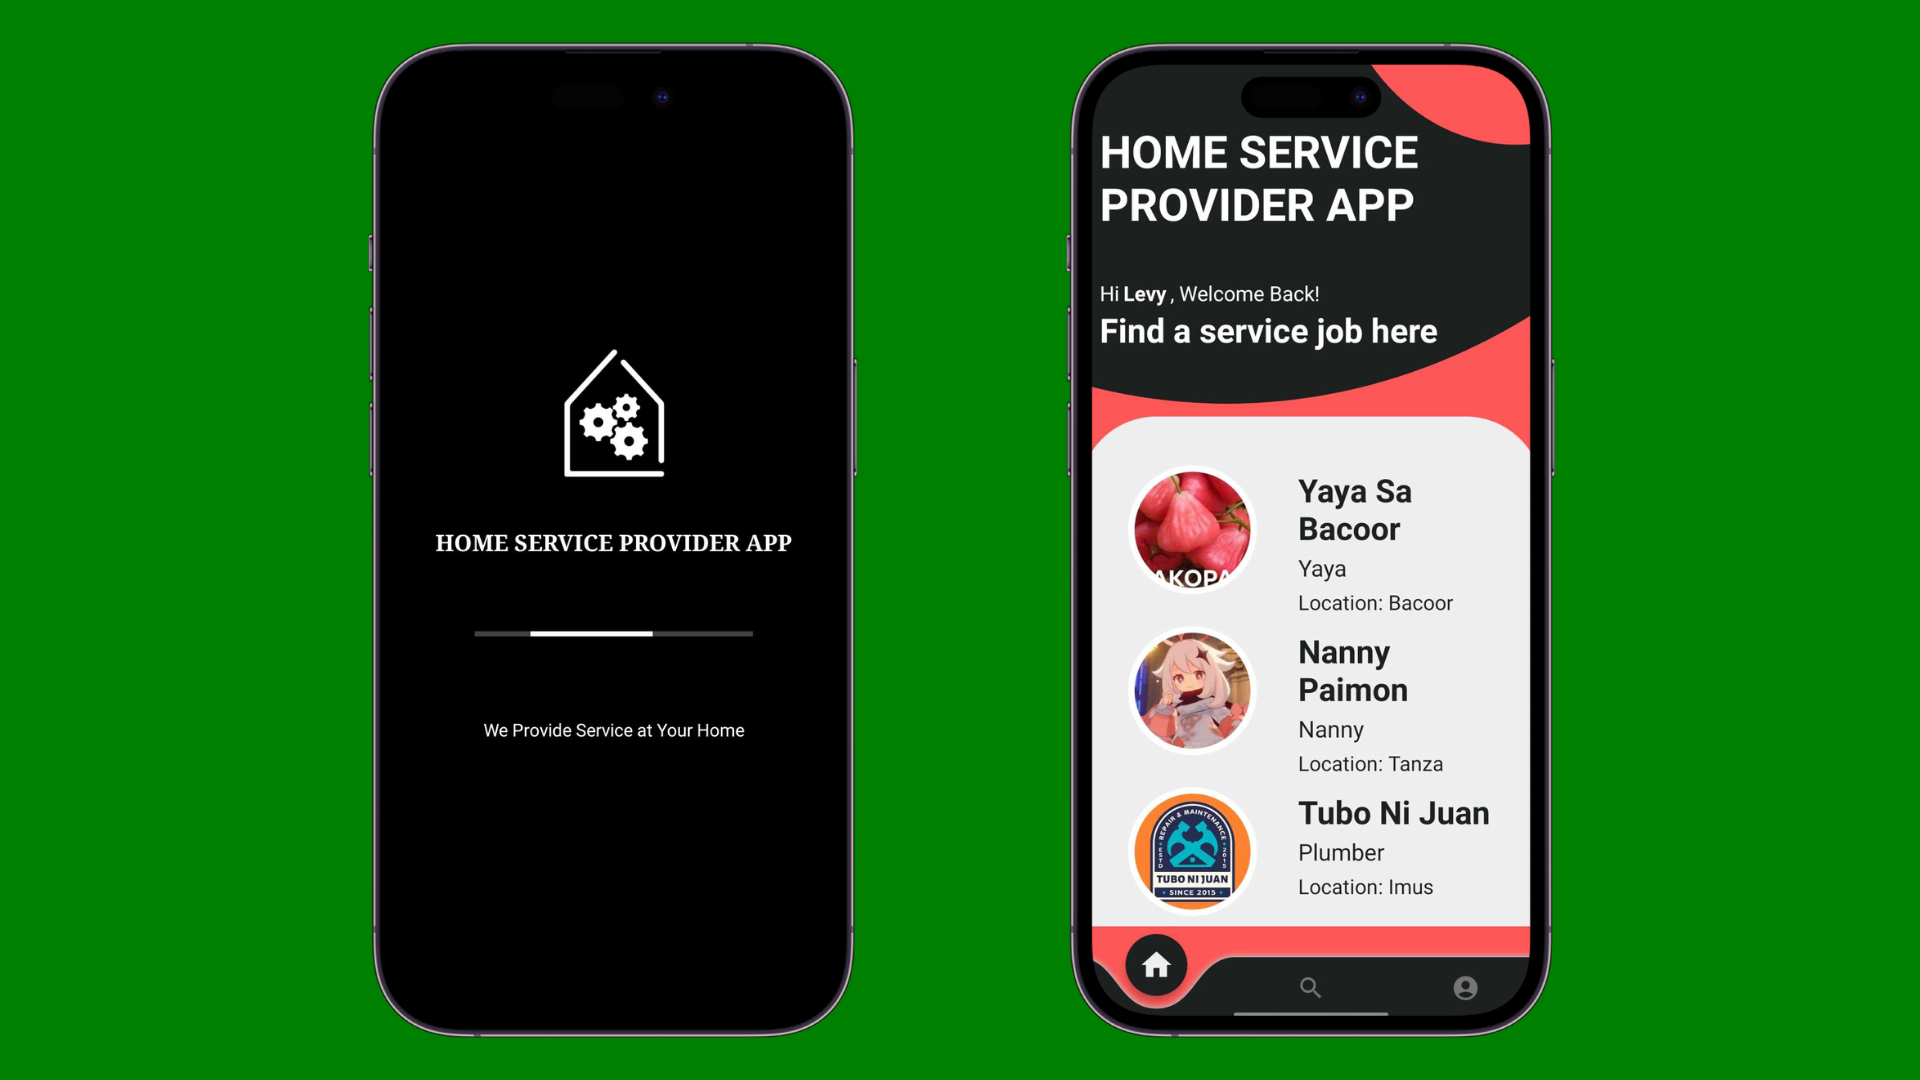 HOME SERVICE PROVIDER APP
We Provide Service at Your Home
HOME SERVICE
PROVIDER APP
Hi Levy , Welcome Back!
Find a service job here
AKOPA
Yaya Sa
Bacoor
Yaya
Location: Bacoor
Nanny
Paimon
Nanny
Location: Tanza
REPAIR & MAINTENANCE
ESTD 2015
TUBO NI JUAN
• SINCE 2015 •
Tubo Ni Juan
Plumber
Location: Imus